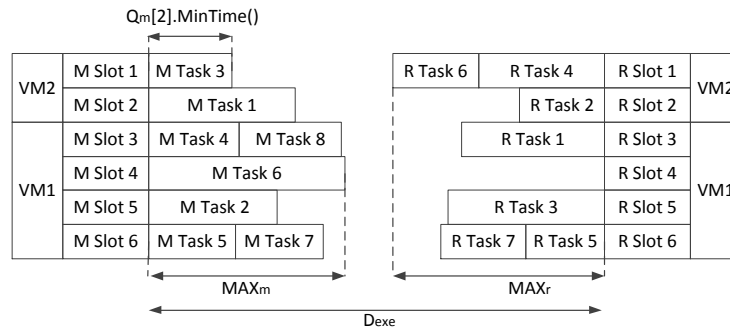 Qm[2].MinTime()
VM2 M Slot 1 M Task 3 R Task 6 R Task 4 R Slot 1 VM2
M Slot 2 M Task 1 R Task 2 R Slot 2
VM1 M Slot 3 M Task 4 M Task 8 R Task 1 R Slot 3 VM1
M Slot 4 M Task 6 R Slot 4
M Slot 5 M Task 2 R Task 3 R Slot 5
M Slot 6 M Task 5 M Task 7 R Task 7 R Task 5 R Slot 6
MAXm MAXr
Dexe